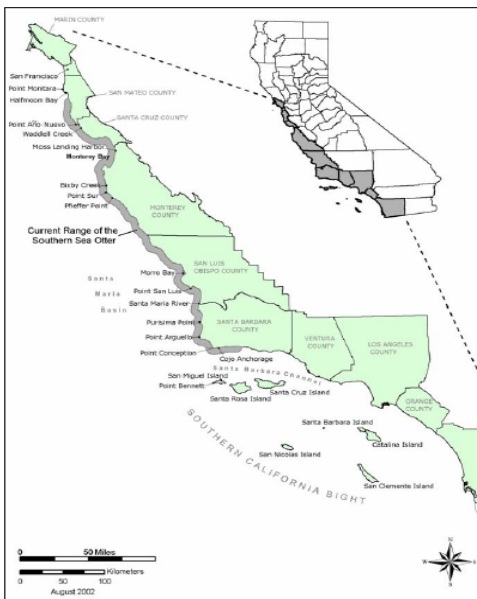 MARIN COUNTY
San Francisco
Point Montara
Halfmoon Bay
SAN MATEO COUNTY
Point Año Nuevo
Waddell Creek
SANTA CRUZ COUNTY
Moss Landing Harbor
Monterey Bay
Bixby Creek
Point Sur
Pfieffer Point
MONTEREY
COUNTY
Current Range of the
Southern Sea Otter
SAN LUIS
OBISPO COUNTY
Morro Bay
Santa
Maria
Basin
Point San Luis
Santa Maria River
Purisima Point
SANTA BARBARA
COUNTY
VENTURA
COUNTY
LOS ANGELES
COUNTY
Point Arguello
Point Conception
Cojo Anchorage
Santa Barbara Channel
San Miguel Island
Point Bennett
Santa Cruz Island
Santa Rosa Island
ORANGE
COUNTY
Santa Barbara Island
Catalina Island
San Nicolas Island
San Clemente Island
SOUTHERN CALIFORNIA BIGHT
0 50 Miles
0 50 100 Kilometers
August 2002
N
W E
S